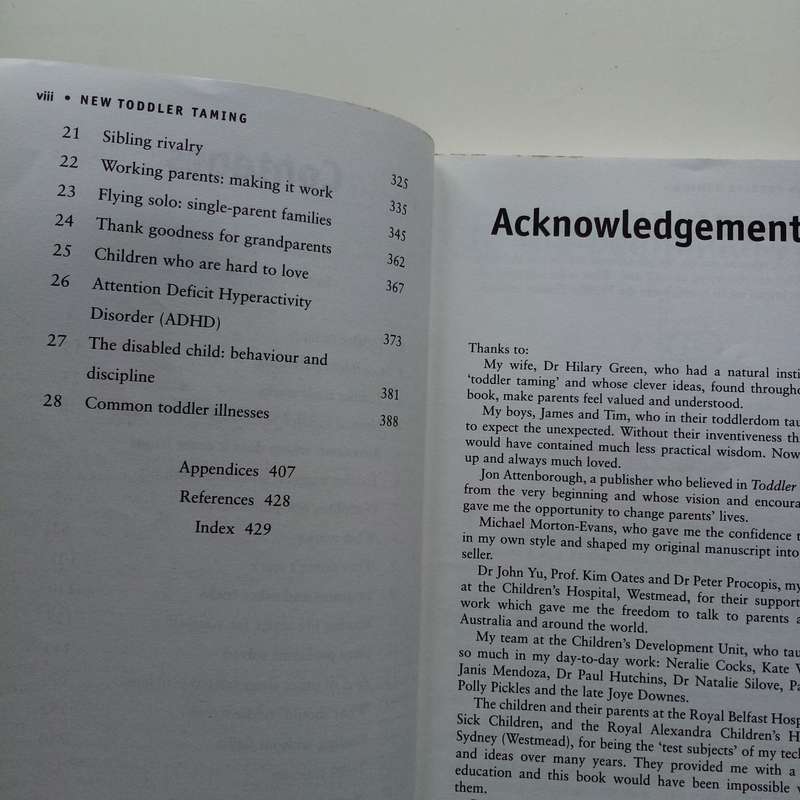 viii • NEW TODDLER TAMING
21 Sibling rivalry 325
22 Working parents: making it work 335
23 Flying solo: single-parent families 345
24 Thank goodness for grandparents 362
25 Children who are hard to love 367
26 Attention Deficit Hyperactivity
Disorder (ADHD) 373
27 The disabled child: behaviour and
discipline 381
28 Common toddler illnesses 388
Appendices 407
References 428
Index 429
Acknowledgement
Thanks to:
My wife, Dr Hilary Green, who had a natural
'toddler taming' and whose clever ideas, found
book, make parents feel valued and understood.
My boys, James and Tim, who in their toddlerdom
to expect the unexpected. Without their inventiveness
would have contained much less practical wisdom. Now
up and always much loved.
Jon Attenborough, a publisher who believed in Toddler
from the very beginning and whose vision and
gave me the opportunity to change parents' lives.
Michael Morton-Evans, who gave me the confidence
in my own style and shaped my original manuscript into
seller.
Dr John Yu, Prof. Kim Oates and Dr Peter Procopis,
at the Children's Hospital, Westmead, for their support
work which gave me the freedom to talk to parents
Australia and around the world.
My team at the Children's Development Unit, who
so much in my day-to-day work: Neralie Cocks, Kate
Janis Mendoza, Dr Paul Hutchins, Dr Natalie Silove,
Polly Pickles and the late Joye Downes.
The children and their parents at the Royal Belfast
Sick Children, and the Royal Alexandra Children's
Sydney (Westmead), for being the 'test subjects' of my
and ideas over many years. They provided me with a
education and this book would have been impossible
them.